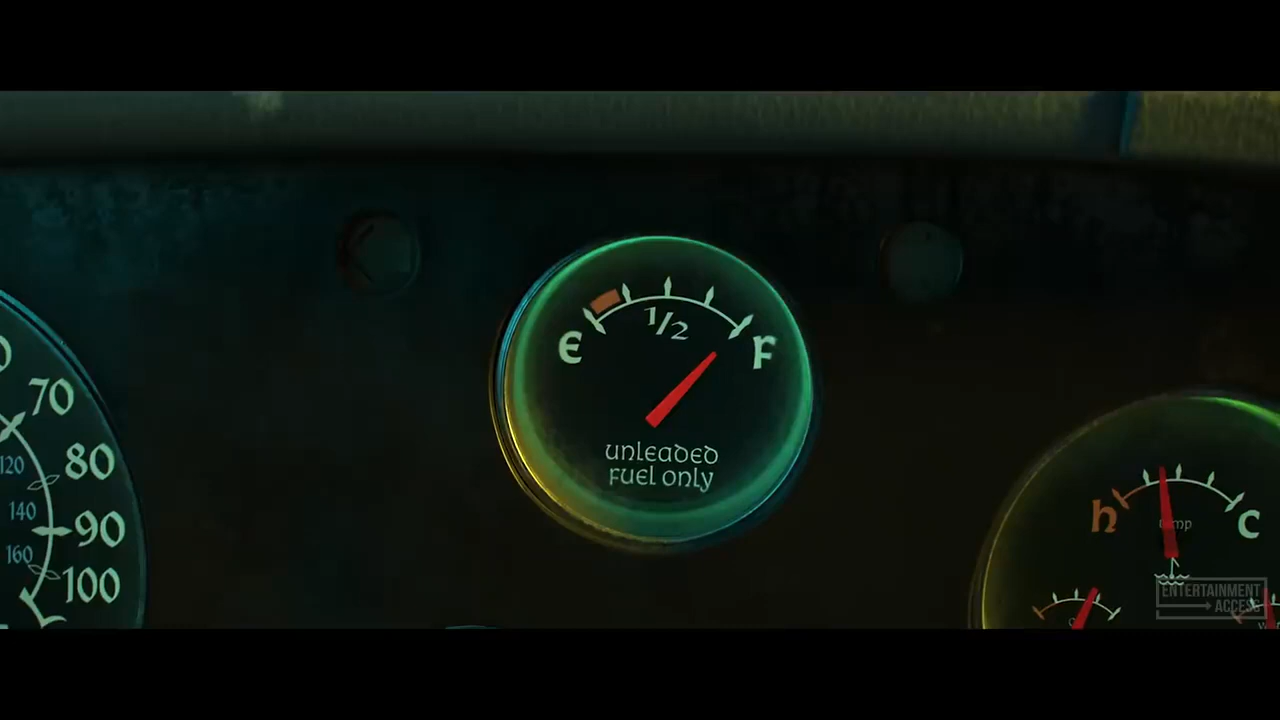 70
120
80
140
90
160
100
E
1/2
F
unleaded
fuel only
h
C
ENTERTAINMENT
ACCESS